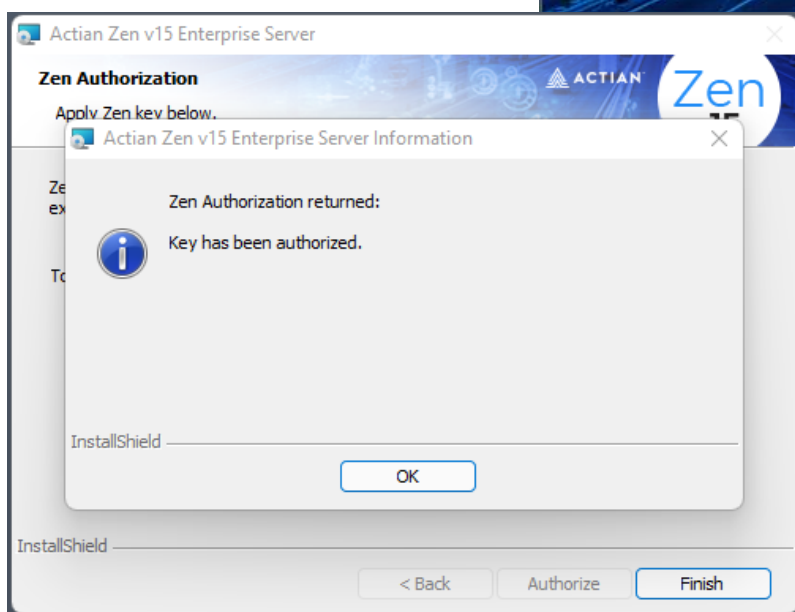 Actian Zen v15 Enterprise Server
Zen Authorization
ACTIAN
Zen
Apply Zen key below.
Actian Zen v15 Enterprise Server Information
Zen Authorization returned:
Key has been authorized.
InstallShield
OK
InstallShield
< Back
Authorize
Finish